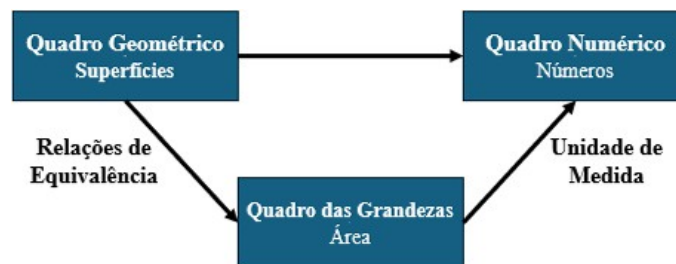 Quadro Geométrico
Superfícies
Quadro Numérico
Números
Relações de
Equivalência
Unidade de
Medida
Quadro das Grandezas
Área